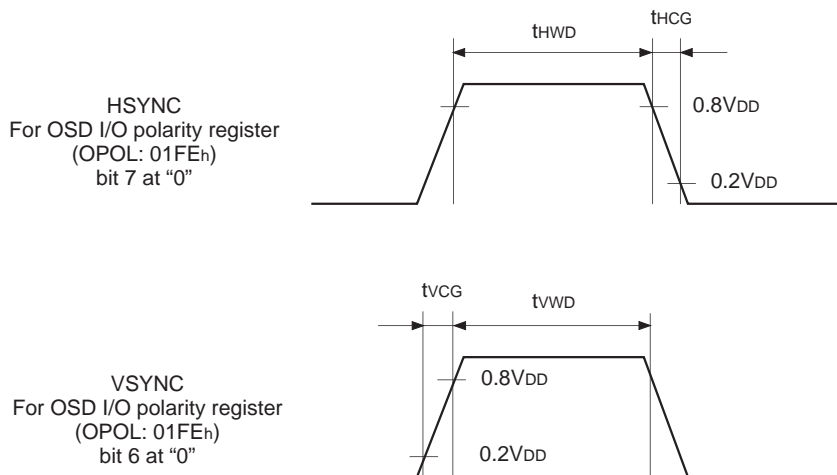 tHWD
tHCG
HSYNC
For OSD I/O polarity register
(OPOL: 01FEh)
bit 7 at “0”
0.8VDD
0.2VDD
tVCG
tVWD
VSYNC
For OSD I/O polarity register
(OPOL: 01FEh)
bit 6 at “0”
0.8VDD
0.2VDD